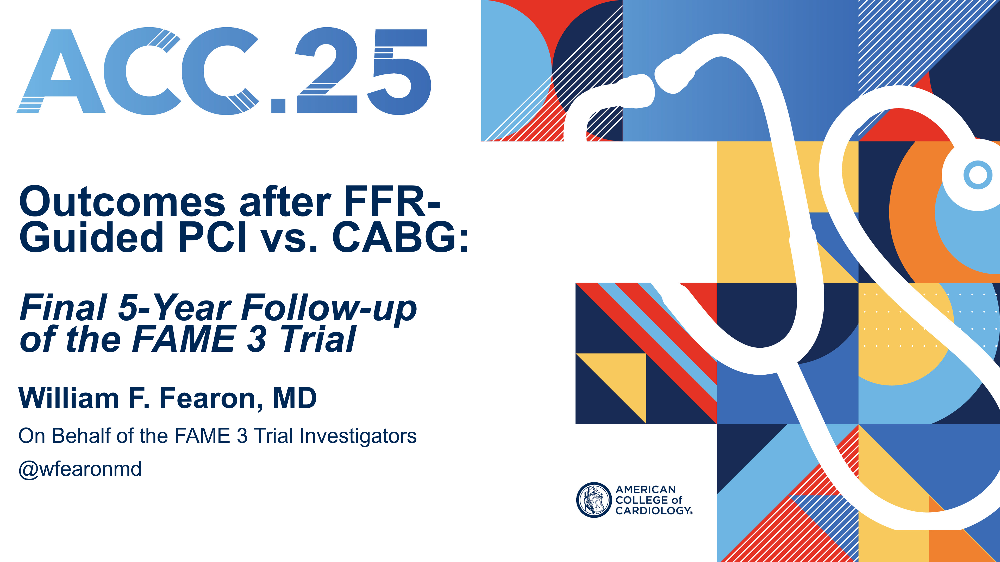 ACC.25
Outcomes after FFR-
Guided PCI vs. CABG:
Final 5-Year Follow-up
of the FAME 3 Trial
William F. Fearon, MD
On Behalf of the FAME 3 Trial Investigators
@wfearonmd
AMERICAN
COLLEGE of
CARDIOLOGY®